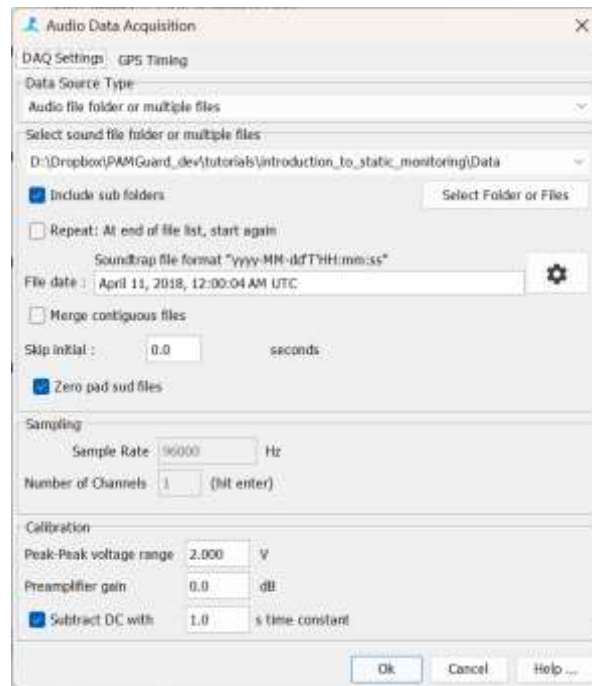 Audio Data Acquisition
DAQ Settings GPS Timing
Data Source Type
Audio file folder or multiple files
Select sound file folder or multiple files
D:\Dropbox\PAMGuard_dev\tutorials\introduction_to_static_monitoring\Data
Include sub folders Select Folder or Files
Repeat: At end of file list, start again
Soundtrap file format "yyyy-MM-dd'T'HH:mm:ss"
File date : April 11, 2018, 12:00:04 AM UTC
Merge contiguous files
Skip initial : 0.0 seconds
Zero pad sud files
Sampling
Sample Rate 96000 Hz
Number of Channels 1 (hit enter)
Calibration
Peak-Peak voltage range 2.000 V
Preamplifier gain 0.0 dB
Subtract DC with 1.0 s time constant
Ok Cancel Help ...